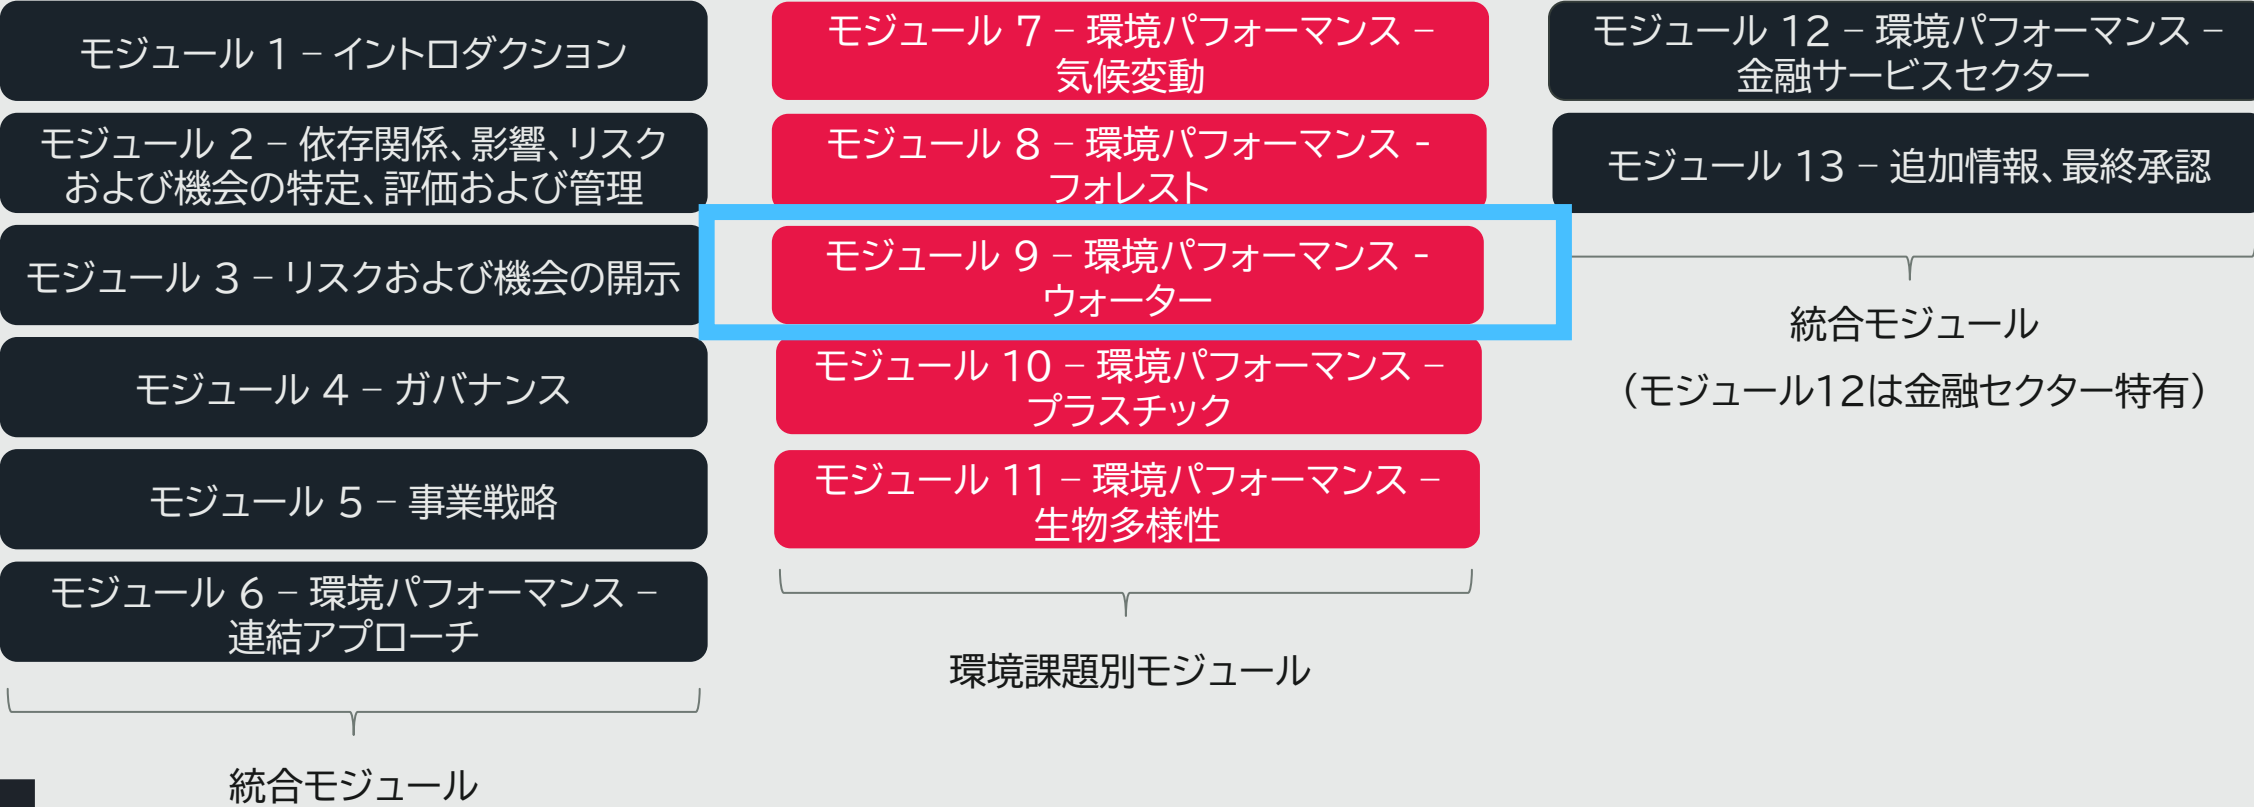 モジュール 1 – イントロダクション
モジュール 2 – 依存関係、影響、リスク
および機会の特定、評価および管理
モジュール 3 – リスクおよび機会の開示
モジュール 4 – ガバナンス
モジュール 5 – 事業戦略
モジュール 6 – 環境パフォーマンス –
連結アプローチ
統合モジュール
モジュール 7 – 環境パフォーマンス –
気候変動
モジュール 8 – 環境パフォーマンス -
フォレスト
モジュール 9 – 環境パフォーマンス -
ウォーター
モジュール 10 – 環境パフォーマンス –
プラスチック
モジュール 11 – 環境パフォーマンス –
生物多様性
環境課題別モジュール
モジュール 12 – 環境パフォーマンス –
金融サービスセクター
モジュール 13 – 追加情報、最終承認
統合モジュール
(モジュール12は金融セクター特有)